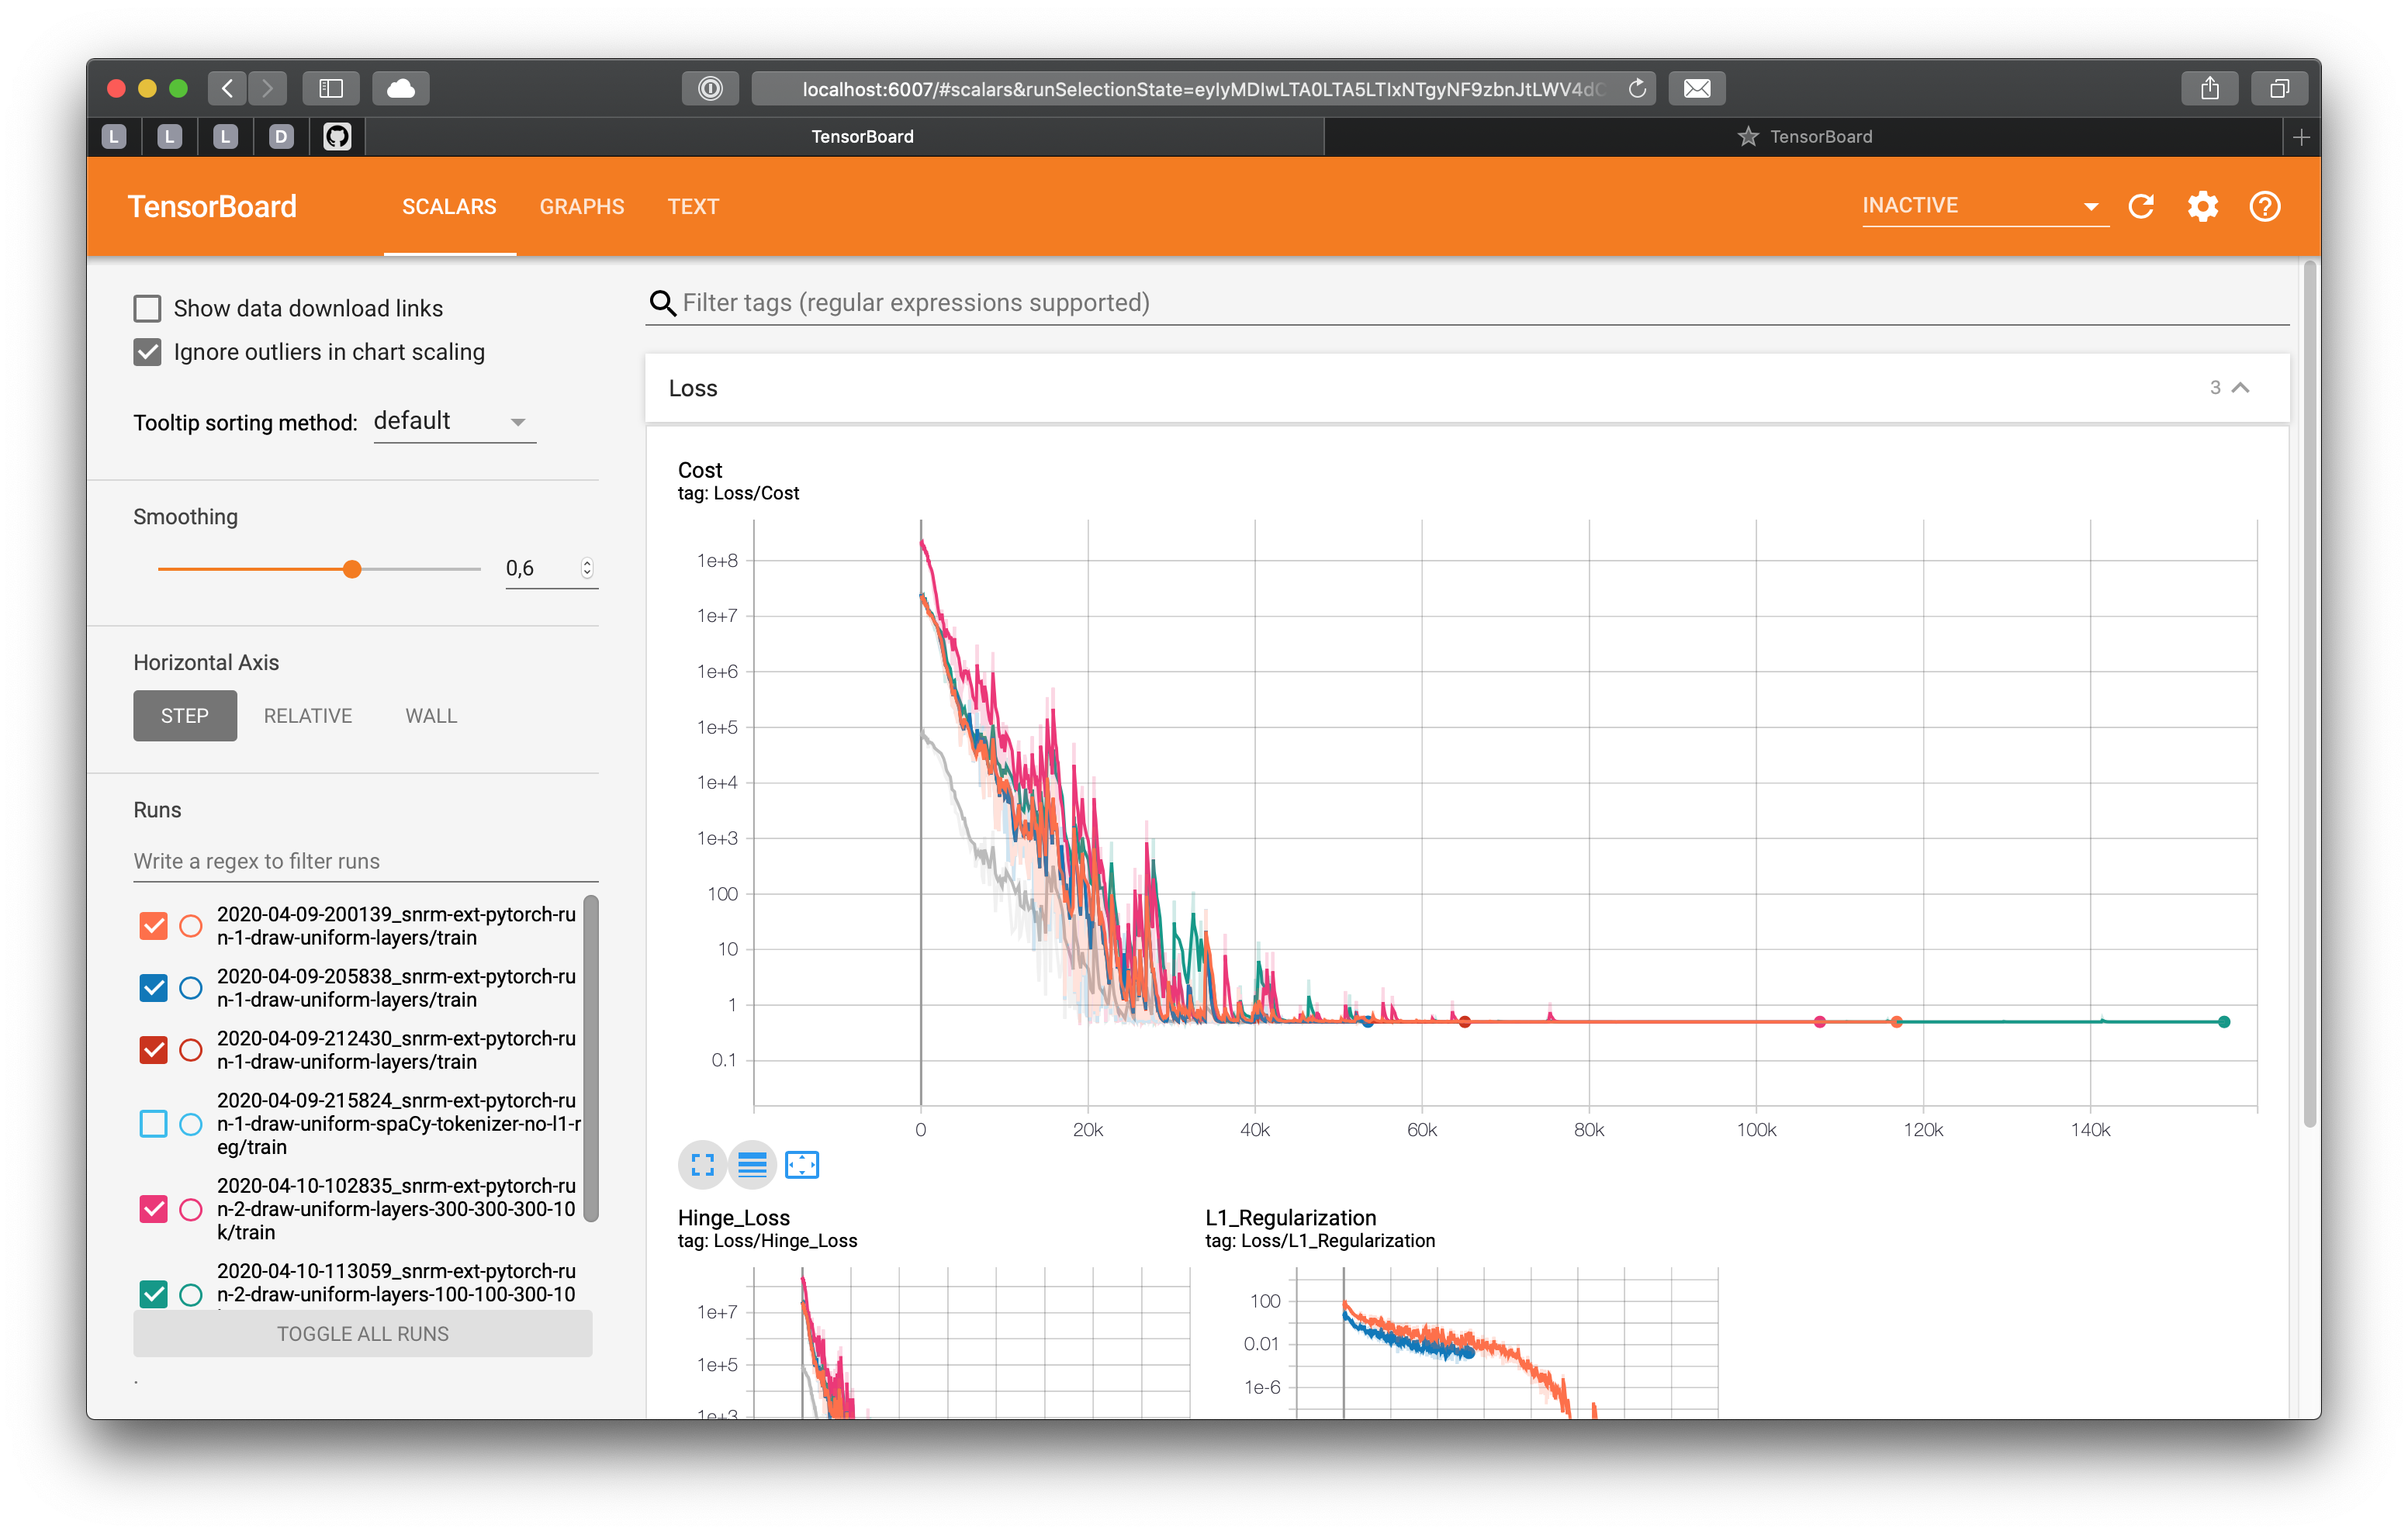 localhost:6007/#scalars&runSelectionState=eyIyMDIwLTA0LTA5LTIxNTgyNF9zbnJtLWV4dC
L
L
L
D
TensorBoard
TensorBoard
TensorBoard
SCALARS
GRAPHS
TEXT
INACTIVE
Show data download links
Ignore outliers in chart scaling
Tooltip sorting method:
default
Smoothing
0,6
Horizontal Axis
STEP
RELATIVE
WALL
Runs
Write a regex to filter runs
2020-04-09-200139_snrm-ext-pytorch-ru
n-1-draw-uniform-layers/train
2020-04-09-205838_snrm-ext-pytorch-ru
n-1-draw-uniform-layers/train
2020-04-09-212430_snrm-ext-pytorch-ru
n-1-draw-uniform-layers/train
2020-04-09-215824_snrm-ext-pytorch-ru
n-1-draw-uniform-spaCy-tokenizer-no-l1-r
eg/train
2020-04-10-102835_snrm-ext-pytorch-ru
n-2-draw-uniform-layers-300-300-300-10
k/train
2020-04-10-113059_snrm-ext-pytorch-ru
n-2-draw-uniform-layers-100-100-300-10
TOGGLE ALL RUNS
.
Filter tags (regular expressions supported)
Loss
3
Cost
tag: Loss/Cost
1e+8
1e+7
1e+6
1e+5
1e+4
1e+3
100
10
1
0.1
0
20k
40k
60k
80k
100k
120k
140k
Hinge_Loss
tag: Loss/Hinge_Loss
1e+7
1e+5
1e+3
L1_Regularization
tag: Loss/L1_Regularization
100
0.01
1e-6